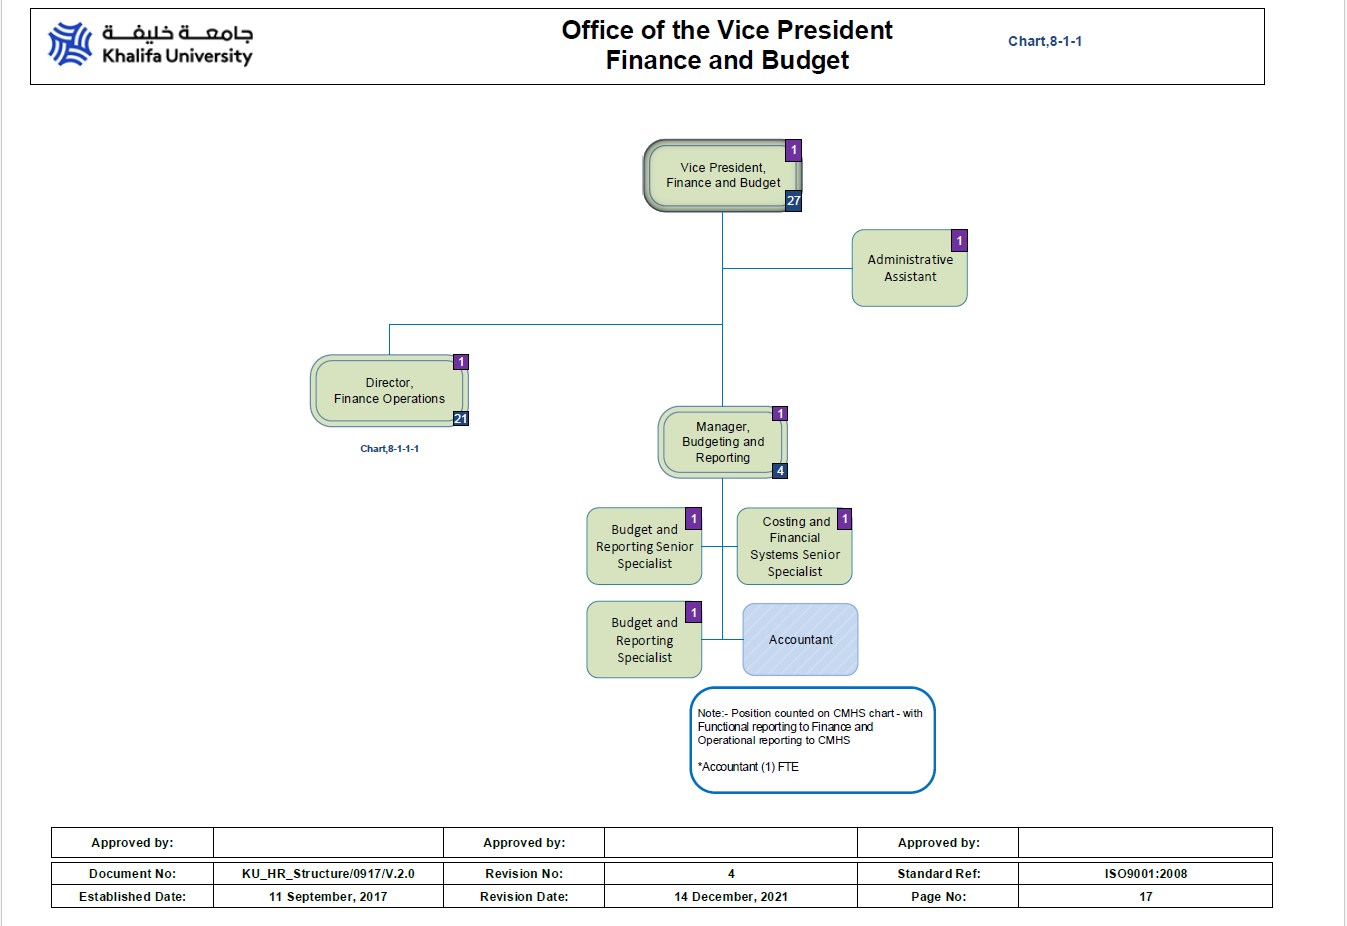 جامعـة خليفـة
Khalifa University
Office of the Vice President
Finance and Budget
Chart,8-1-1
1
Vice President,
Finance and Budget
27
1
Administrative
Assistant
1
Director,
Finance Operations
21
Chart,8-1-1-1
1
Manager,
Budgeting and
Reporting
4
1
Budget and
Reporting Senior
Specialist
1
Costing and
Financial
Systems Senior
Specialist
1
Budget and
Reporting
Specialist
Accountant
Note:- Position counted on CMHS chart - with
Functional reporting to Finance and
Operational reporting to CMHS
*Accountant (1) FTE
Approved by: Approved by: Approved by:
Document No: KU_HR_Structure/0917/V.2.0 Revision No: 4 Standard Ref: ISO9001:2008
Established Date: 11 September, 2017 Revision Date: 14 December, 2021 Page No: 17